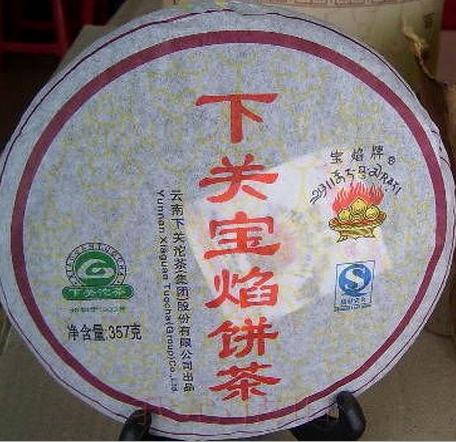 下关宝焰饼茶
宝焰牌®
云南下关沱茶集团股份有限公司出品
Yunnan Xiaguan Tuocha(Group)Co.,Ltd
下关沱茶
净含量:357克